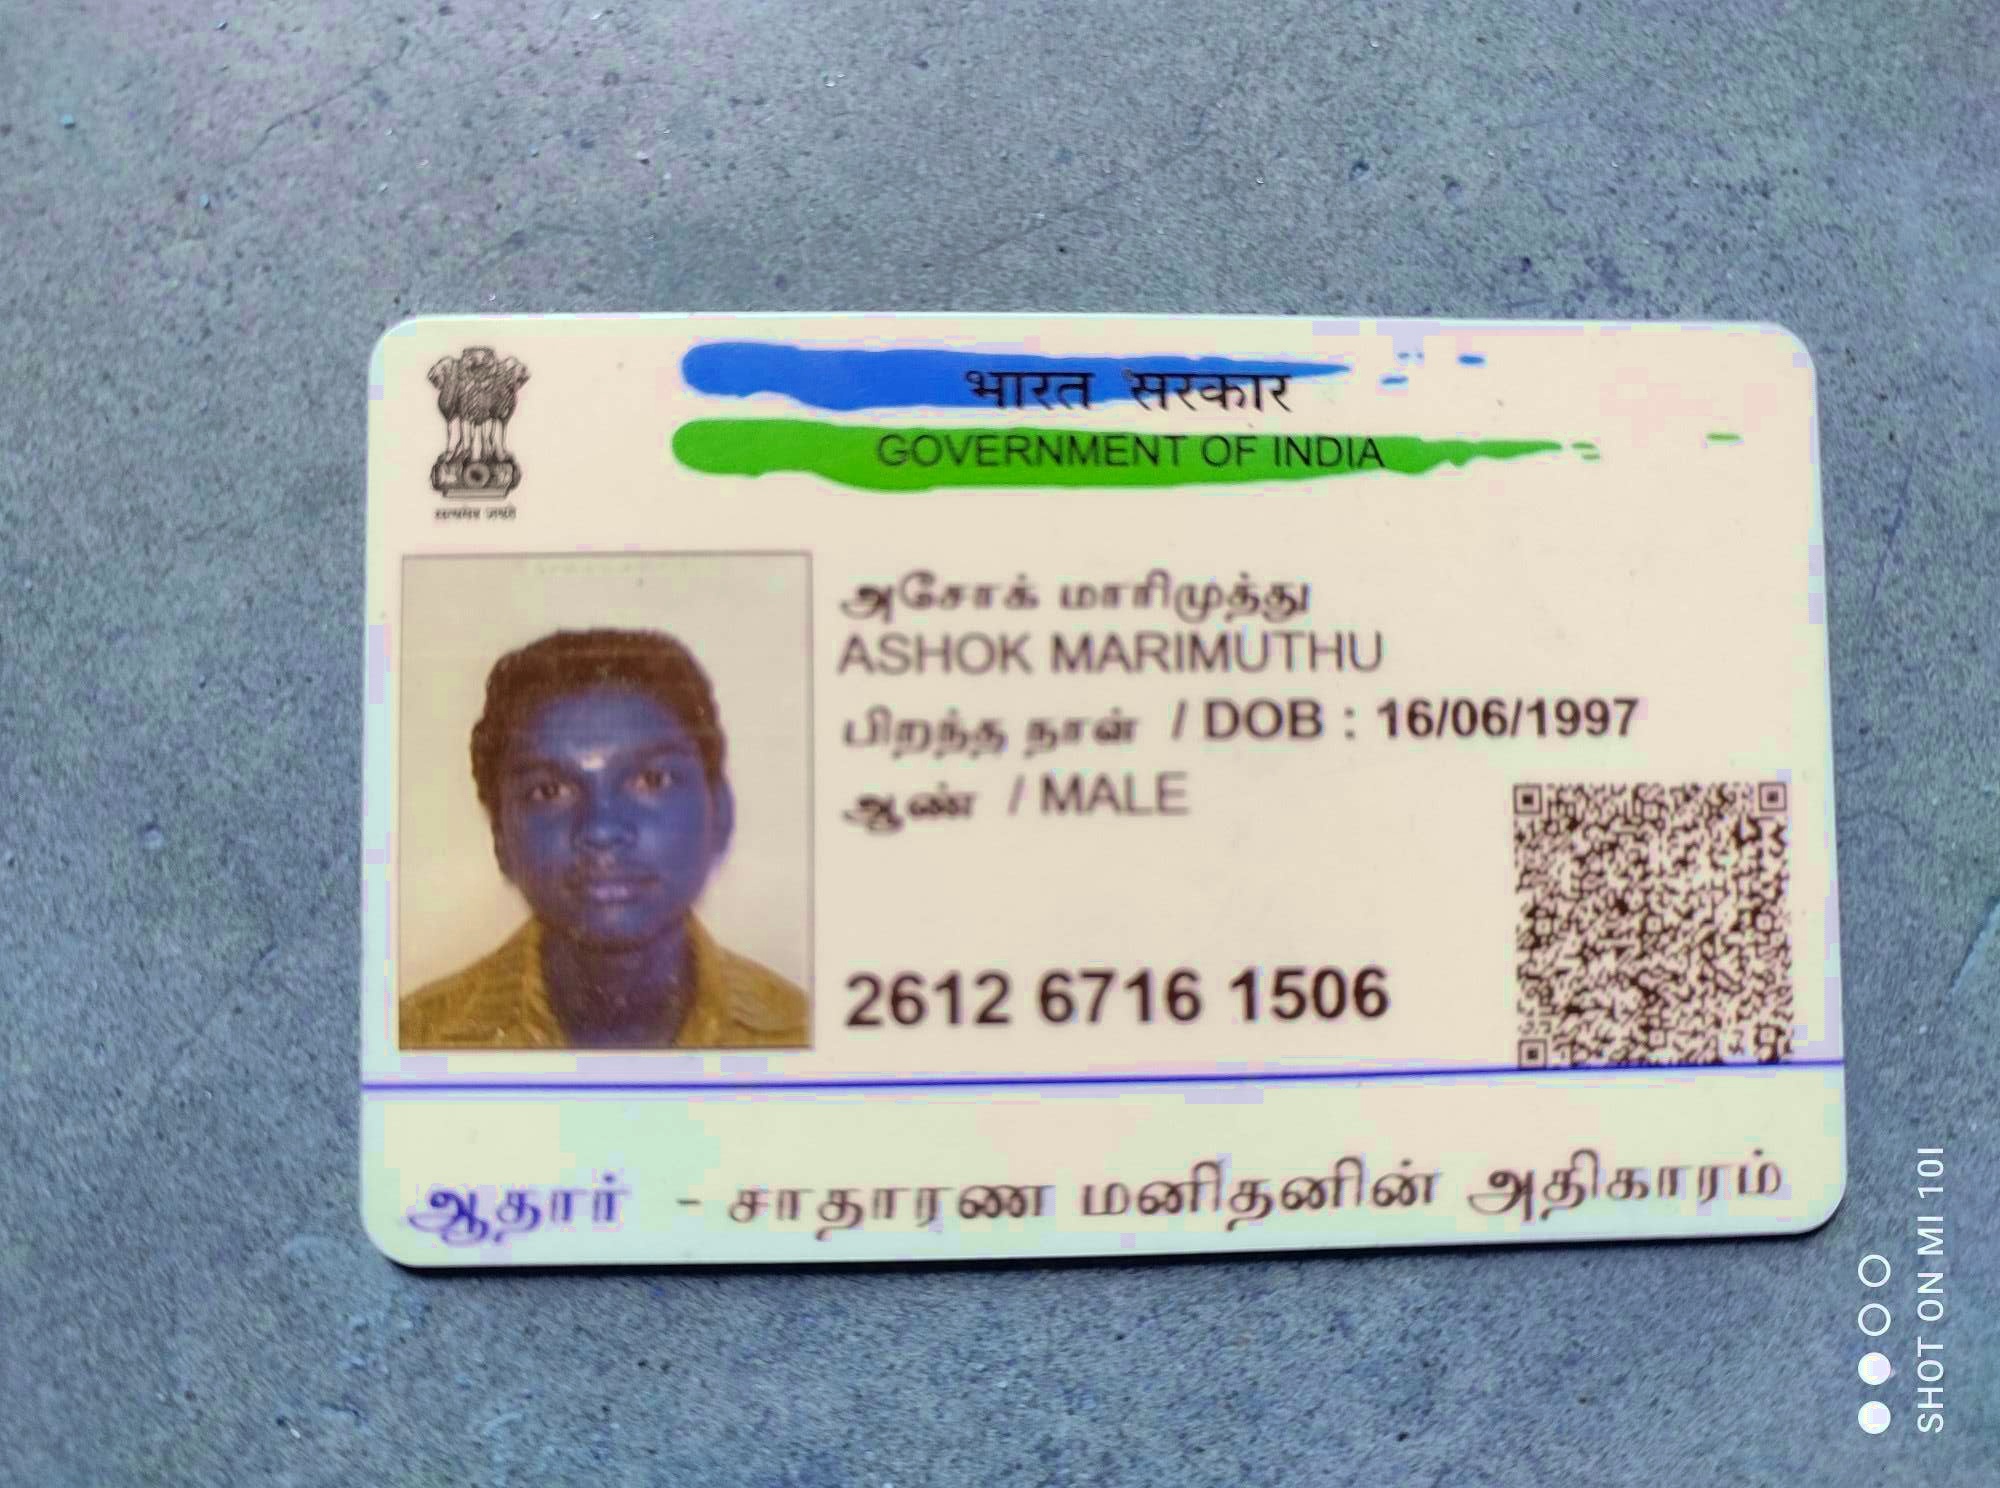 भारत सरकार
GOVERNMENT OF INDIA
सत्यमेव जयते
அசோக் மாரிமுத்து
ASHOK MARIMUTHU
பிறந்த நாள் / DOB : 16/06/1997
ஆண் / MALE
2612 6716 1506
ஆதார் - சாதாரண மனிதனின் அதிகாரம்
SHOT ON MI 10I